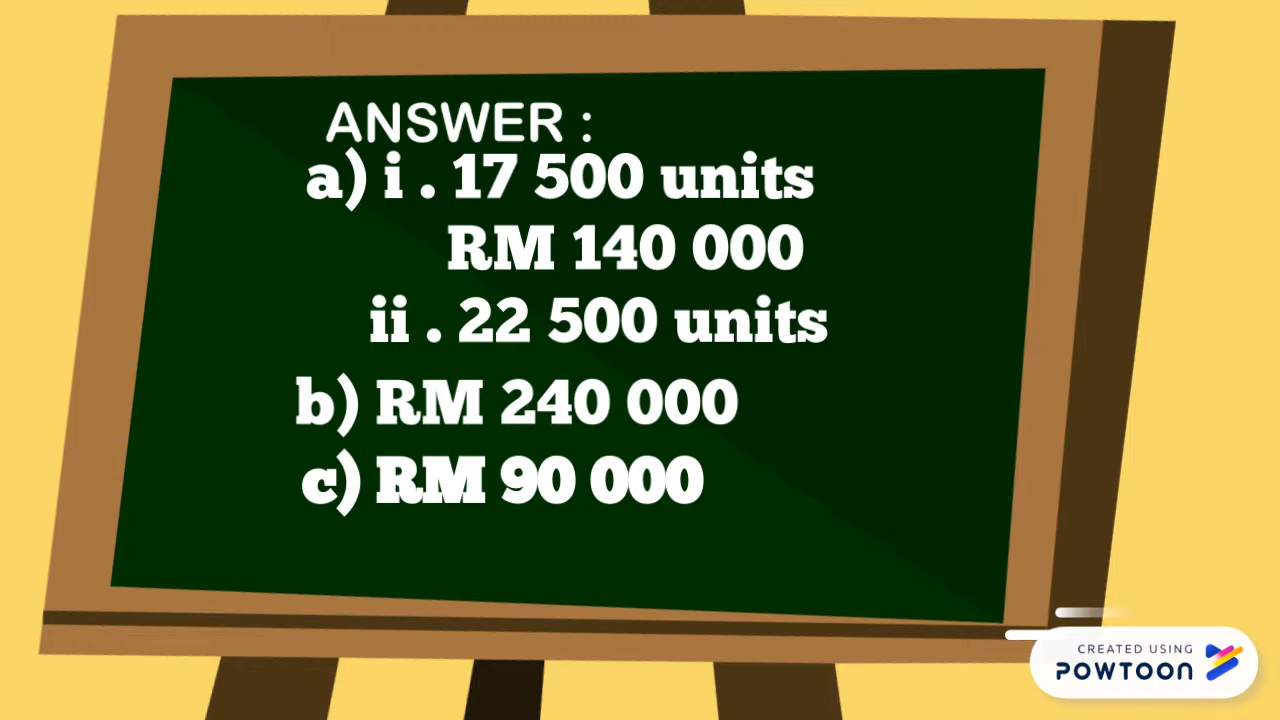 ANSWER :
a) i . 17 500 units
RM 140 000
ii . 22 500 units
b) RM 240 000
c) RM 90 000
CREATED USING
POWTOON